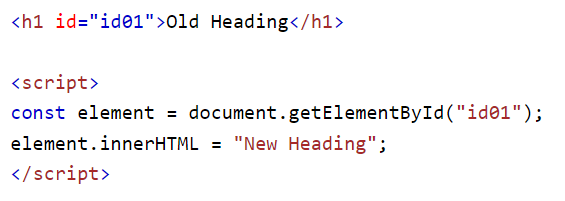 <h1 id="id01">Old Heading</h1>
<script>
const element = document.getElementById("id01");
element.innerHTML = "New Heading";
</script>